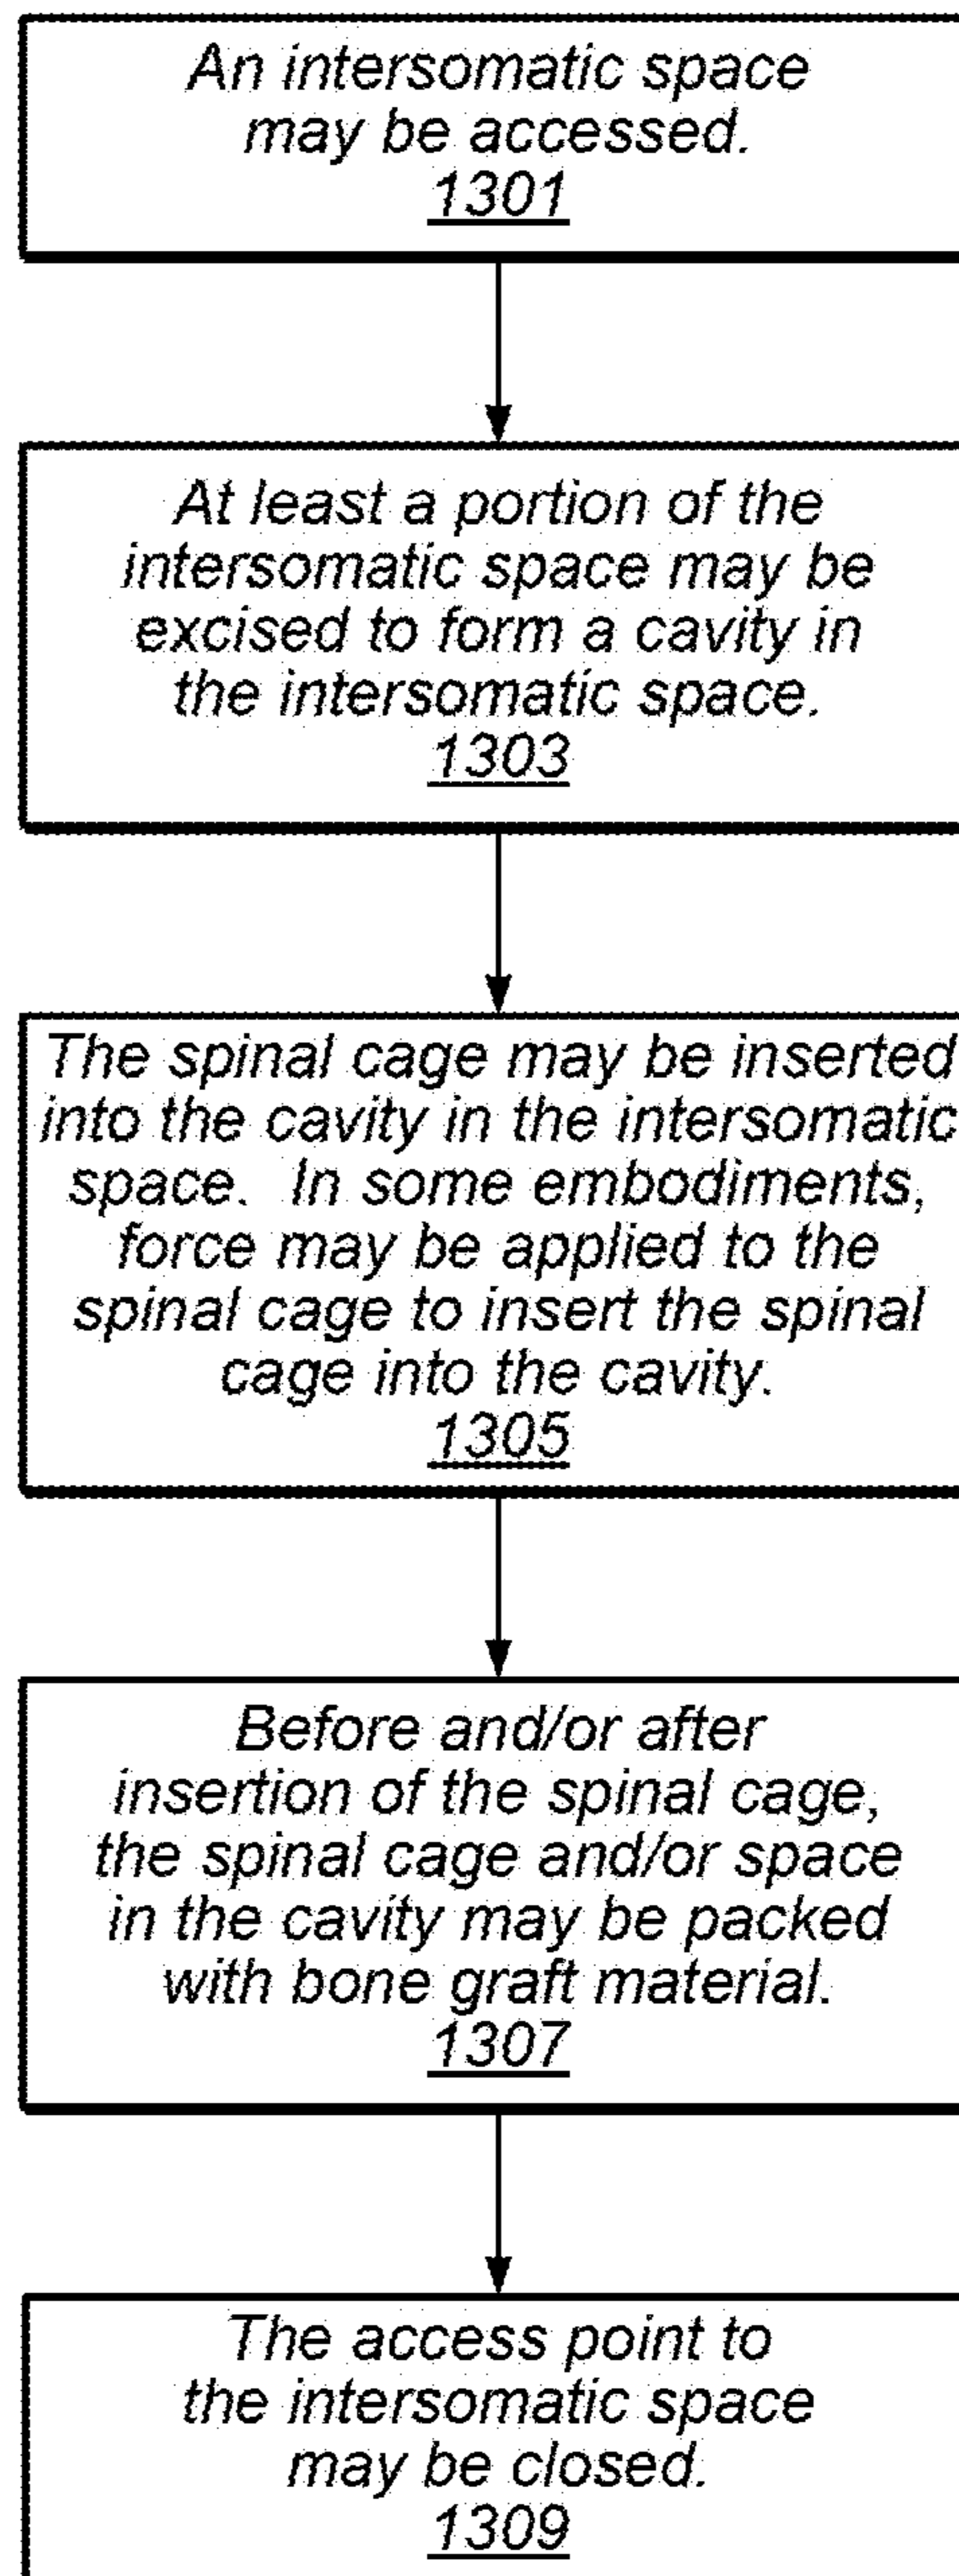 An intersomatic space
may be accessed.
1301
At least a portion of the
intersomatic space may be
excised to form a cavity in
the intersomatic space.
1303
The spinal cage may be inserted
into the cavity in the intersomatic
space.  In some embodiments,
force may be applied to the
spinal cage to insert the spinal
cage into the cavity.
1305
Before and/or after
insertion of the spinal cage,
the spinal cage and/or space
in the cavity may be packed
with bone graft material.
1307
The access point to
the intersomatic space
may be closed.
1309